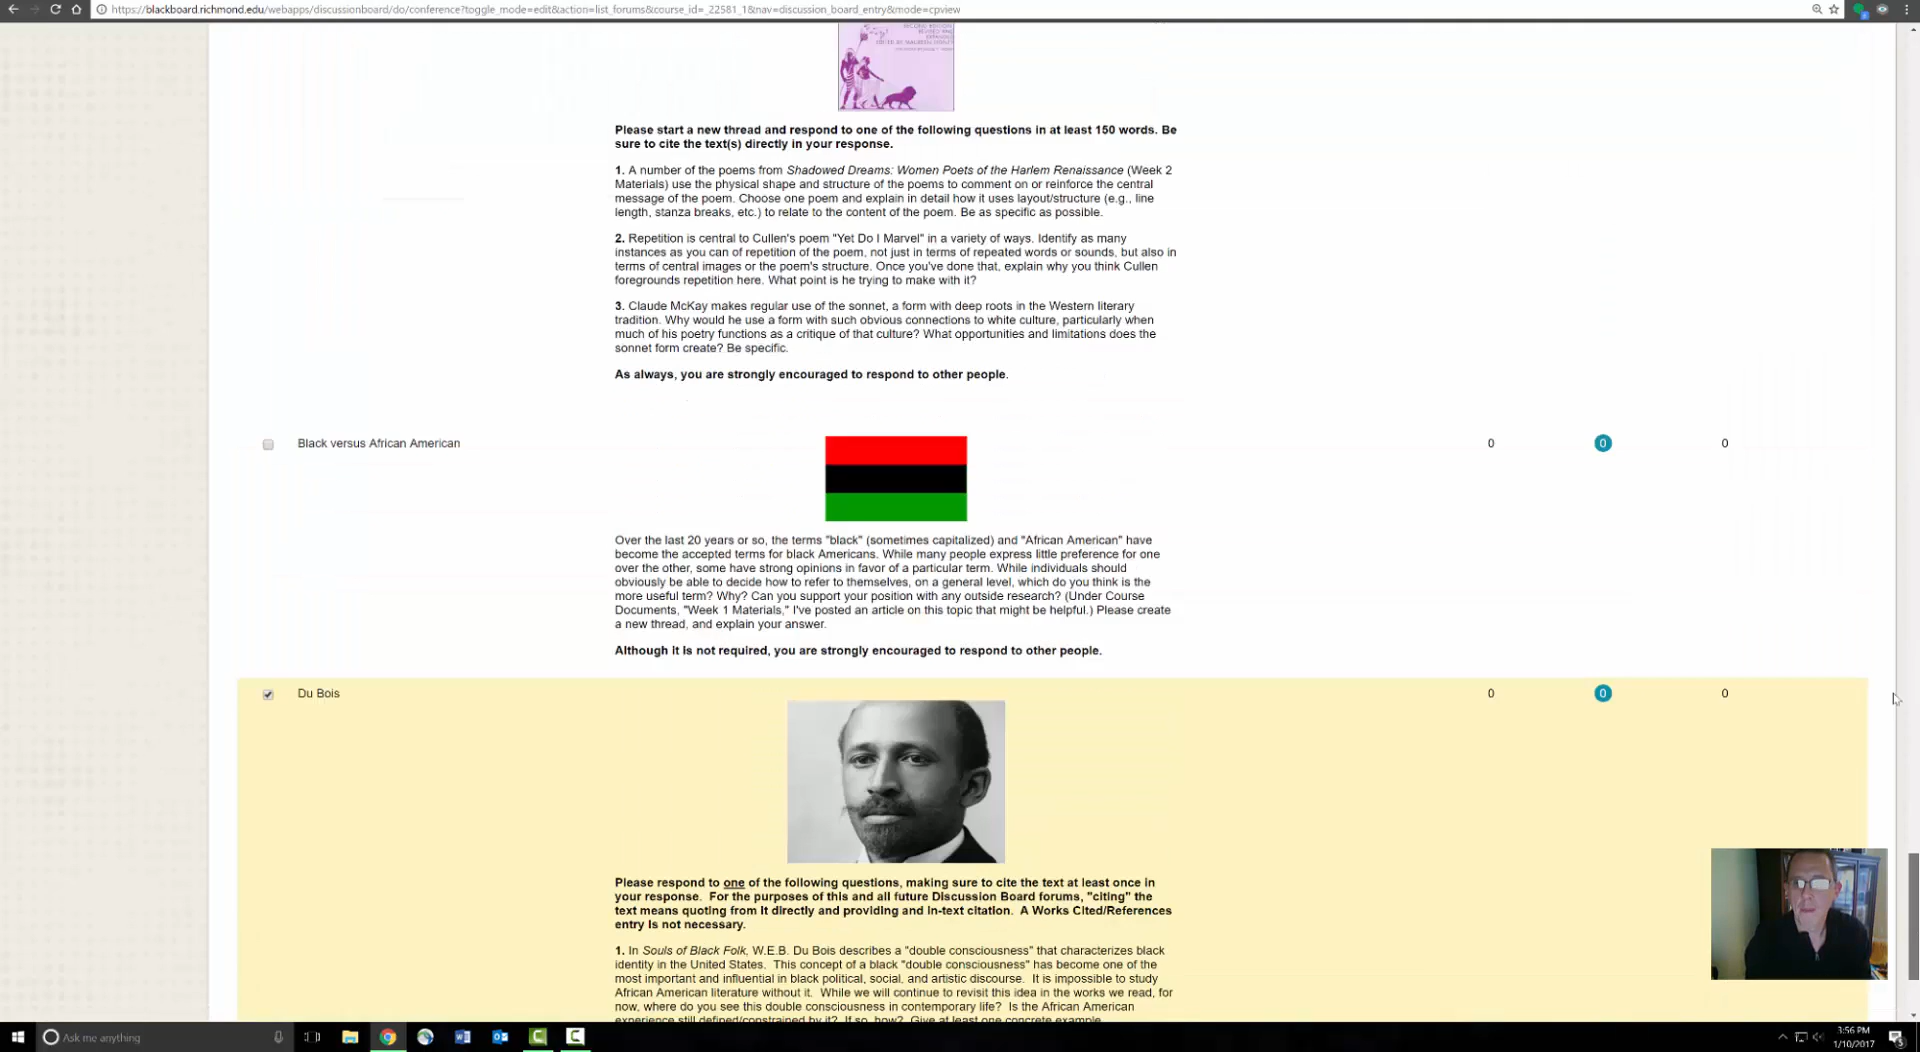 https://blackboard.richmond.edu/webapps/discussionboard/do/conference?toggle_mode=edit&action=list_forums&course_id=_22581_1&nav=discussion_board_entry&mode=cpview
Please start a new thread and respond to one of the following questions in at least 150 words. Be
sure to cite the text(s) directly in your response.
1. A number of the poems from Shadowed Dreams: Women Poets of the Harlem Renaissance (Week 2
Materials) use the physical shape and structure of the poems to comment on or reinforce the central
message of the poem. Choose one poem and explain in detail how it uses layout/structure (e.g., line
length, stanza breaks, etc.) to relate to the content of the poem. Be as specific as possible.
2. Repetition is central to Cullen's poem "Yet Do I Marvel" in a variety of ways. Identify as many
instances as you can of repetition of the poem, not just in terms of repeated words or sounds, but also in
terms of central images or the poem's structure. Once you've done that, explain why you think Cullen
foregrounds repetition here. What point is he trying to make with it?
3. Claude McKay makes regular use of the sonnet, a form with deep roots in the Western literary
tradition. Why would he use a form with such obvious connections to white culture, particularly when
much of his poetry functions as a critique of that culture? What opportunities and limitations does the
sonnet form create? Be specific.
As always, you are strongly encouraged to respond to other people.
Black versus African American 0 0 0
Over the last 20 years or so, the terms "black" (sometimes capitalized) and "African American" have
become the accepted terms for black Americans. While many people express little preference for one
over the other, some have strong opinions in favor of a particular term. While individuals should
obviously be able to decide how to refer to themselves, on a general level, which do you think is the
more useful term? Why? Can you support your position with any outside research? (Under Course
Documents, "Week 1 Materials," I've posted an article on this topic that might be helpful.) Please create
a new thread, and explain your answer.
Although it is not required, you are strongly encouraged to respond to other people.
Du Bois 0 0 0
Please respond to one of the following questions, making sure to cite the text at least once in
your response. For the purposes of this and all future Discussion Board forums, "citing" the
text means quoting from it directly and providing and in-text citation. A Works Cited/References
entry is not necessary.
1. In Souls of Black Folk, W.E.B. Du Bois describes a "double consciousness" that characterizes black
identity in the United States. This concept of a black "double consciousness" has become one of the
most important and influential in black political, social, and artistic discourse. It is impossible to study
African American literature without it. While we will continue to revisit this idea in the works we read, for
now, where do you see this double consciousness in contemporary life? Is the African American
experience still defined/constrained by it? If so, how? Give at least one concrete example.
Ask me anything
3:56 PM
1/10/2017